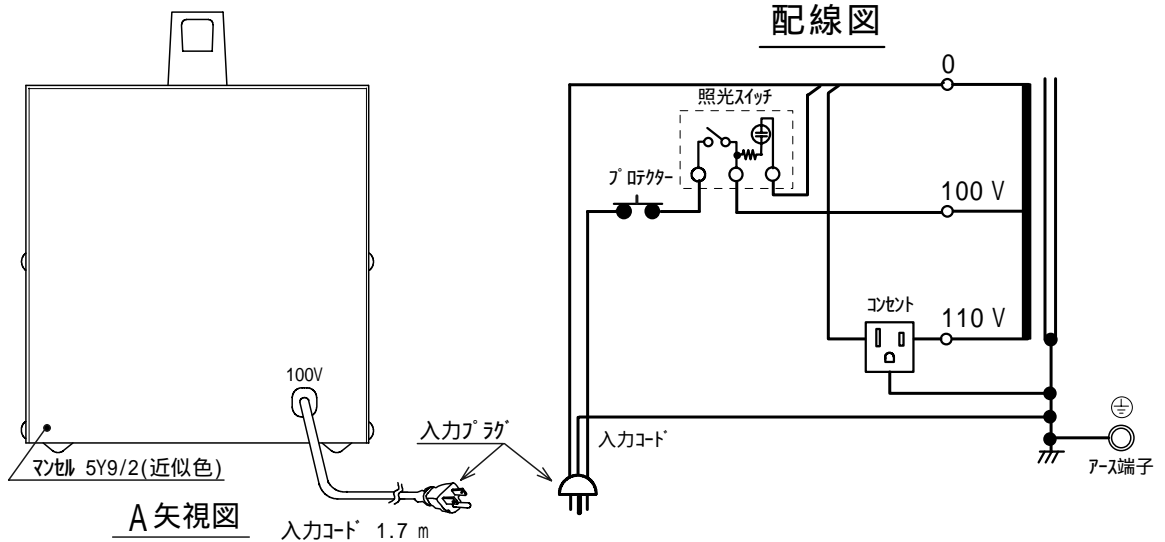 100V
マンセル 5Y9/2(近似色)
A矢視図
入力コード 1.7 m
入力プラグ
配線図
0
照光スイッチ
プロテクター
100 V
コンセント
110 V
入力コード
アース端子